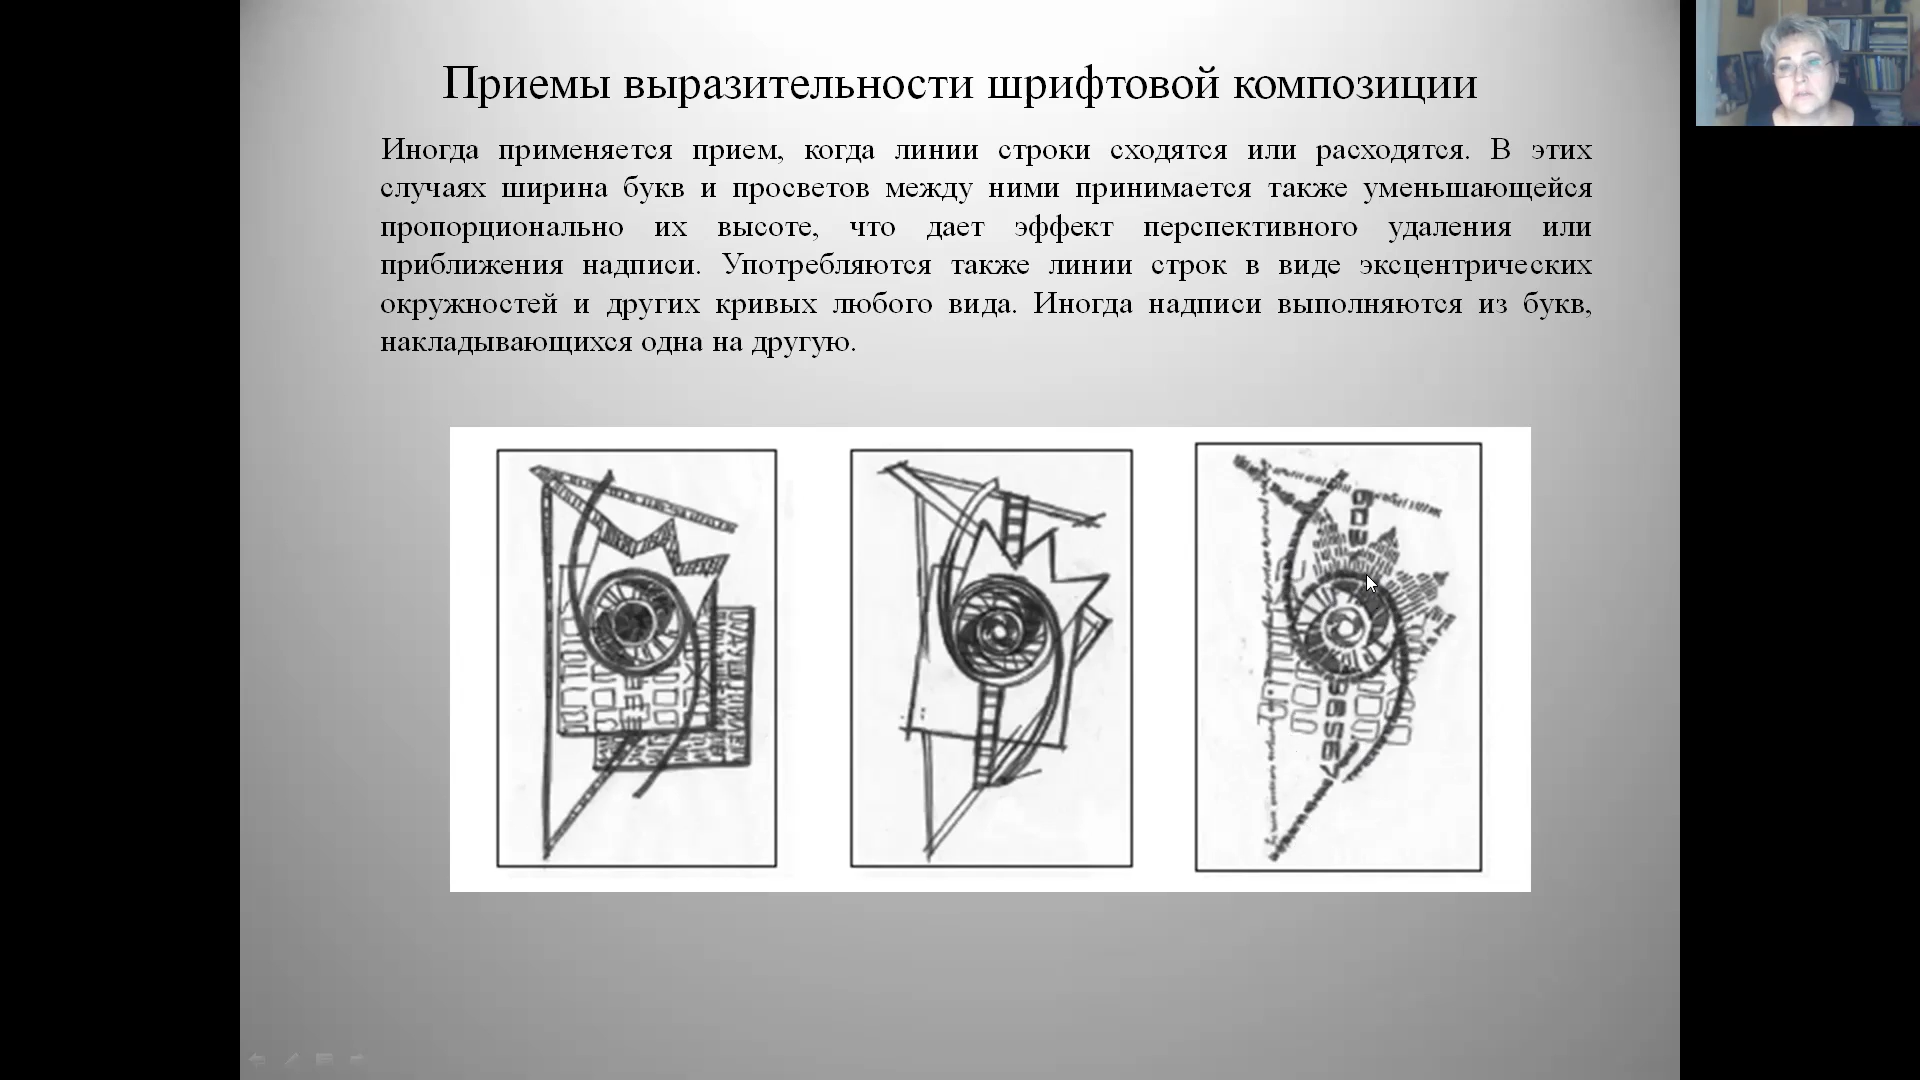 Приемы выразительности шрифтовой композиции
Иногда применяется прием, когда линии строки сходятся или расходятся. В этих
случаях ширина букв и просветов между ними принимается также уменьшающейся
пропорционально их высоте, что дает эффект перспективного удаления или
приближения надписи. Употребляются также линии строк в виде эксцентрических
окружностей и других кривых любого вида. Иногда надписи выполняются из букв,
накладывающихся одна на другую.